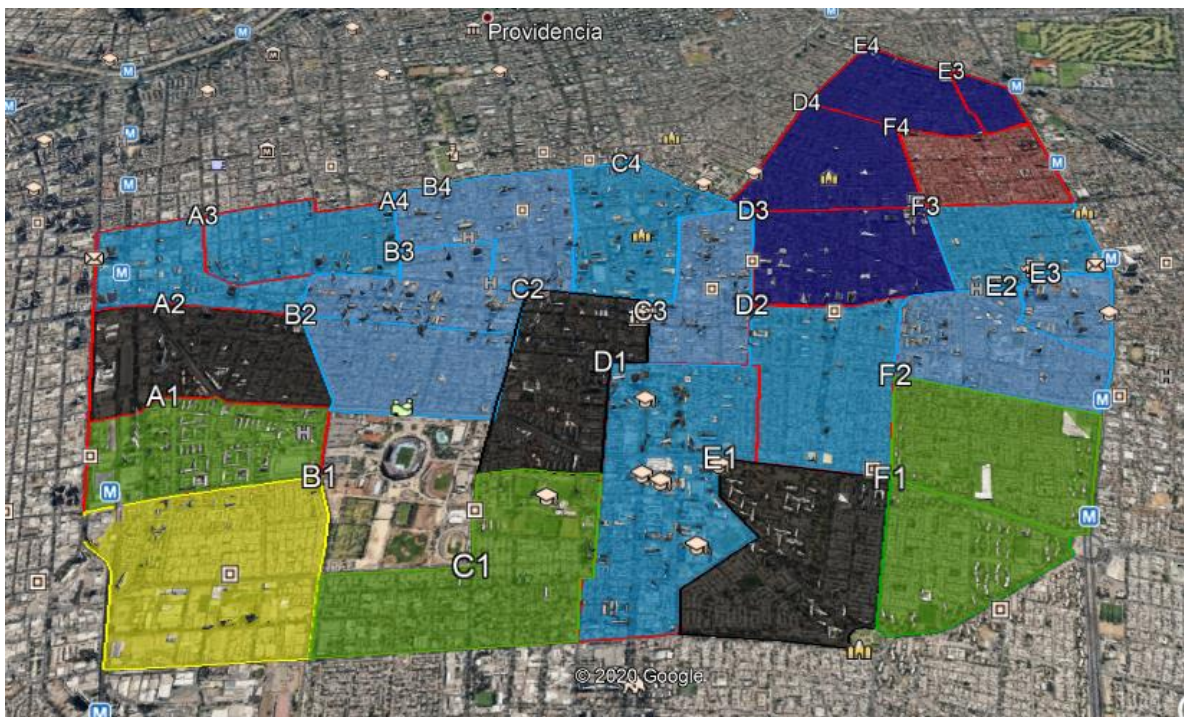 Providencia
E4
E3
D4
F4
C4
B4
A4
A3
D3
F3
B3
E3
E2
C2
A2
B2
C3
D2
D1
F2
A1
E1
B1
F1
C1
© 2020 Google